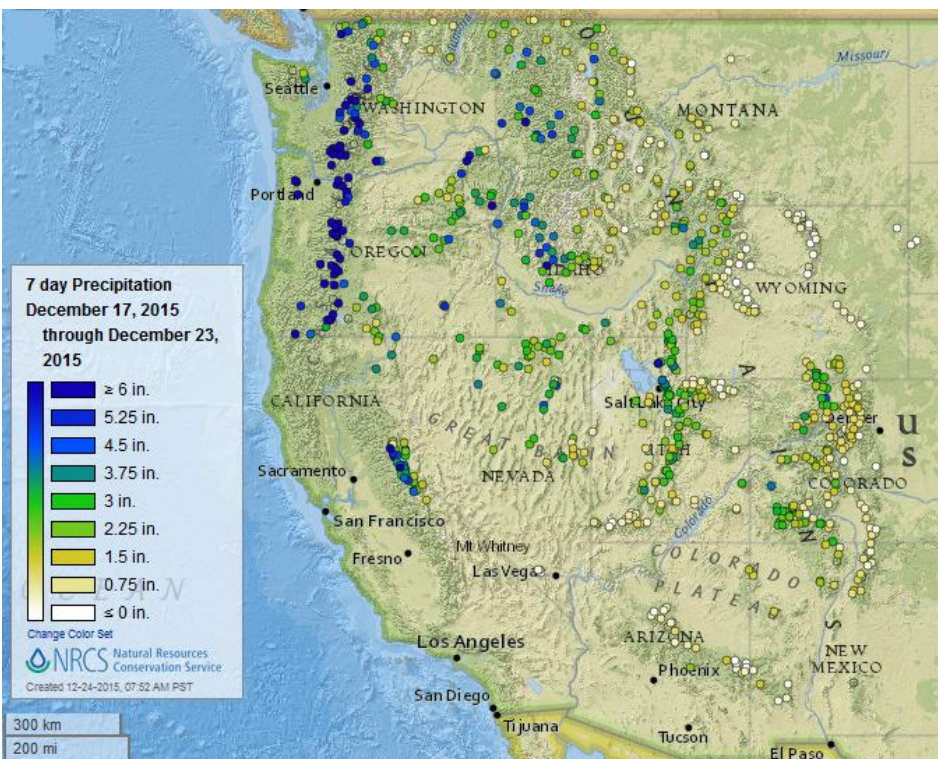 Missouri
Seattle
WASHINGTON
MONTANA
Portland
OREGON
IDAHO
Snake
WYOMING
7 day Precipitation
December 17, 2015
through December 23,
2015
≥ 6 in.
5.25 in.
4.5 in.
3.75 in.
3 in.
2.25 in.
1.5 in.
0.75 in.
≤ 0 in.
Change Color Set
NRCS Natural Resources
Conservation Service
Created 12-24-2015, 07:52 AM PST
300 km
200 mi
CALIFORNIA
Salt Lake City
Denver
US
GREAT BASIN
UTAH
NEVADA
Sacramento
COLORADO
Colorado
San Francisco
Mt Whitney
Fresno
Las Vegas
COLORADO
PLATEAU
ARIZONA
Los Angeles
NEW
MEXICO
Phoenix
San Diego
Tijuana
Tucson
El Paso